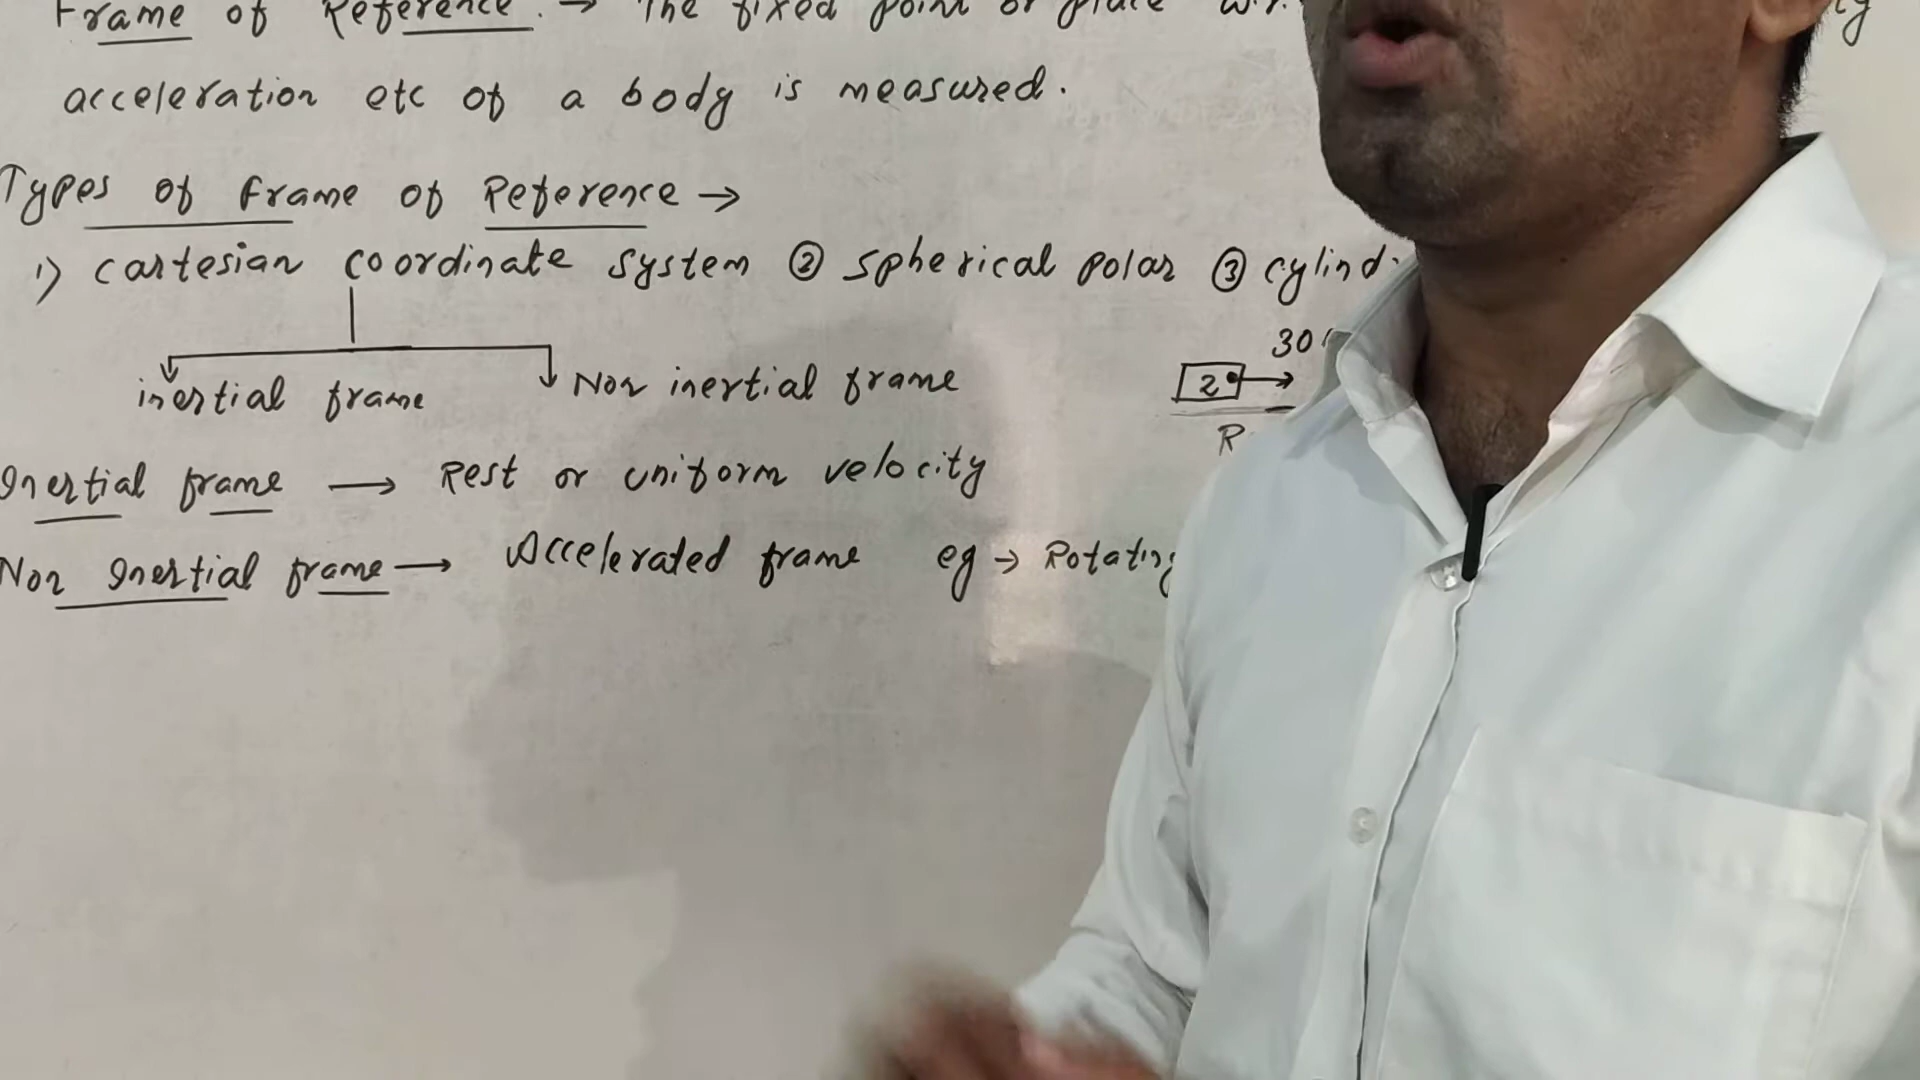 Frame of Reference. → The fixed point or place w.r.
acceleration etc of a body is measured.
Types of Frame of Reference →
1) Cartesian coordinate system ② spherical polar ③ cylind
inertial frame
Non inertial frame
30
2
R
Inertial frame → Rest or uniform velocity
Non Inertial frame → Accelerated frame eg → Rotating